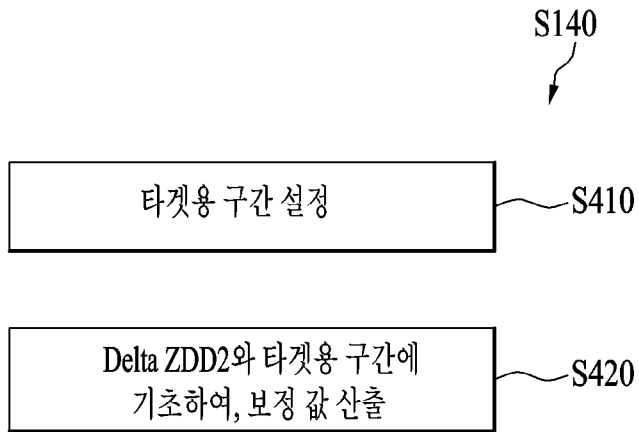 S140
타겟용 구간 설정
S410
Delta ZDD2와 타겟용 구간에
기초하여, 보정 값 산출
S420